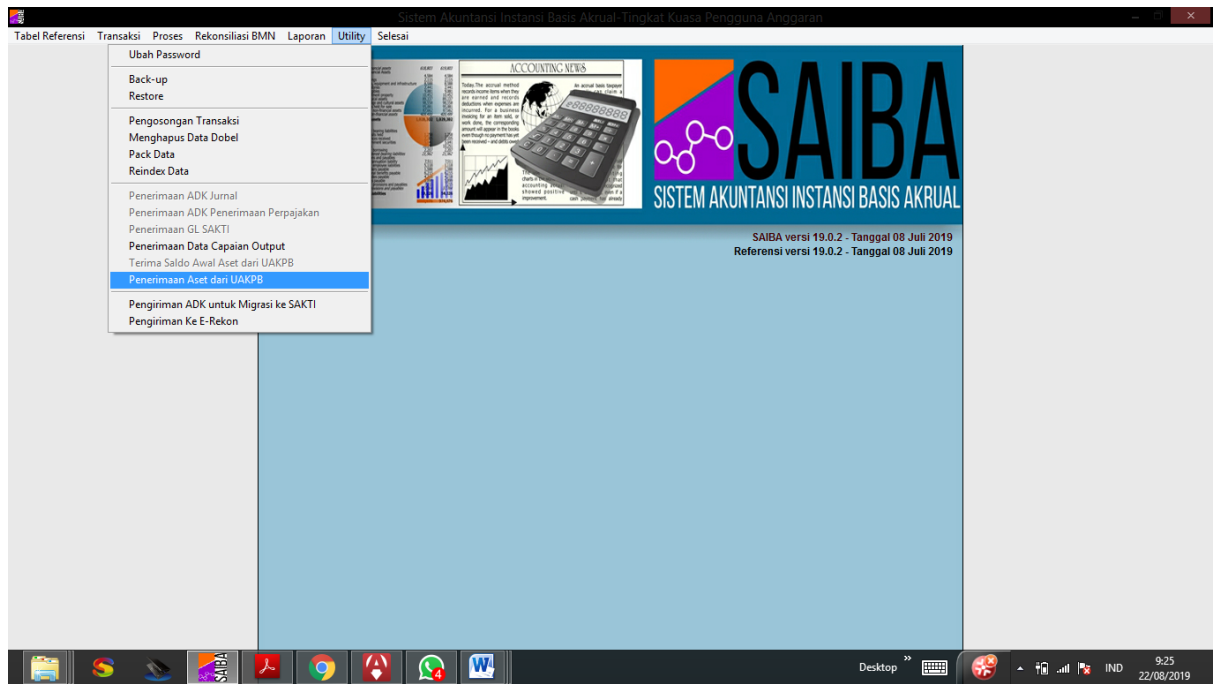 Sistem Akuntansi Instansi Basis Akrual-Tingkat Kuasa Pengguna Anggaran
Tabel Referensi Transaksi Proses Rekonsiliasi BMN Laporan Utility Selesai
Ubah Password
Back-up
Restore
Pengosongan Transaksi
Menghapus Data Dobel
Pack Data
Reindex Data
Penerimaan ADK Jurnal
Penerimaan ADK Penerimaan Perpajakan
Penerimaan GL SAKTI
Penerimaan Data Capaian Output
Terima Saldo Awal Aset dari UAKPB
Penerimaan Aset dari UAKPB
Pengiriman ADK untuk Migrasi ke SAKTI
Pengiriman Ke E-Rekon
ACCOUNTING NEWS
SAIBA
SISTEM AKUNTANSI INSTANSI BASIS AKRUAL
SAIBA versi 19.0.2 - Tanggal 08 Juli 2019
Referensi versi 19.0.2 - Tanggal 08 Juli 2019
SAIBA
4
Desktop
IND
9:25
22/08/2019